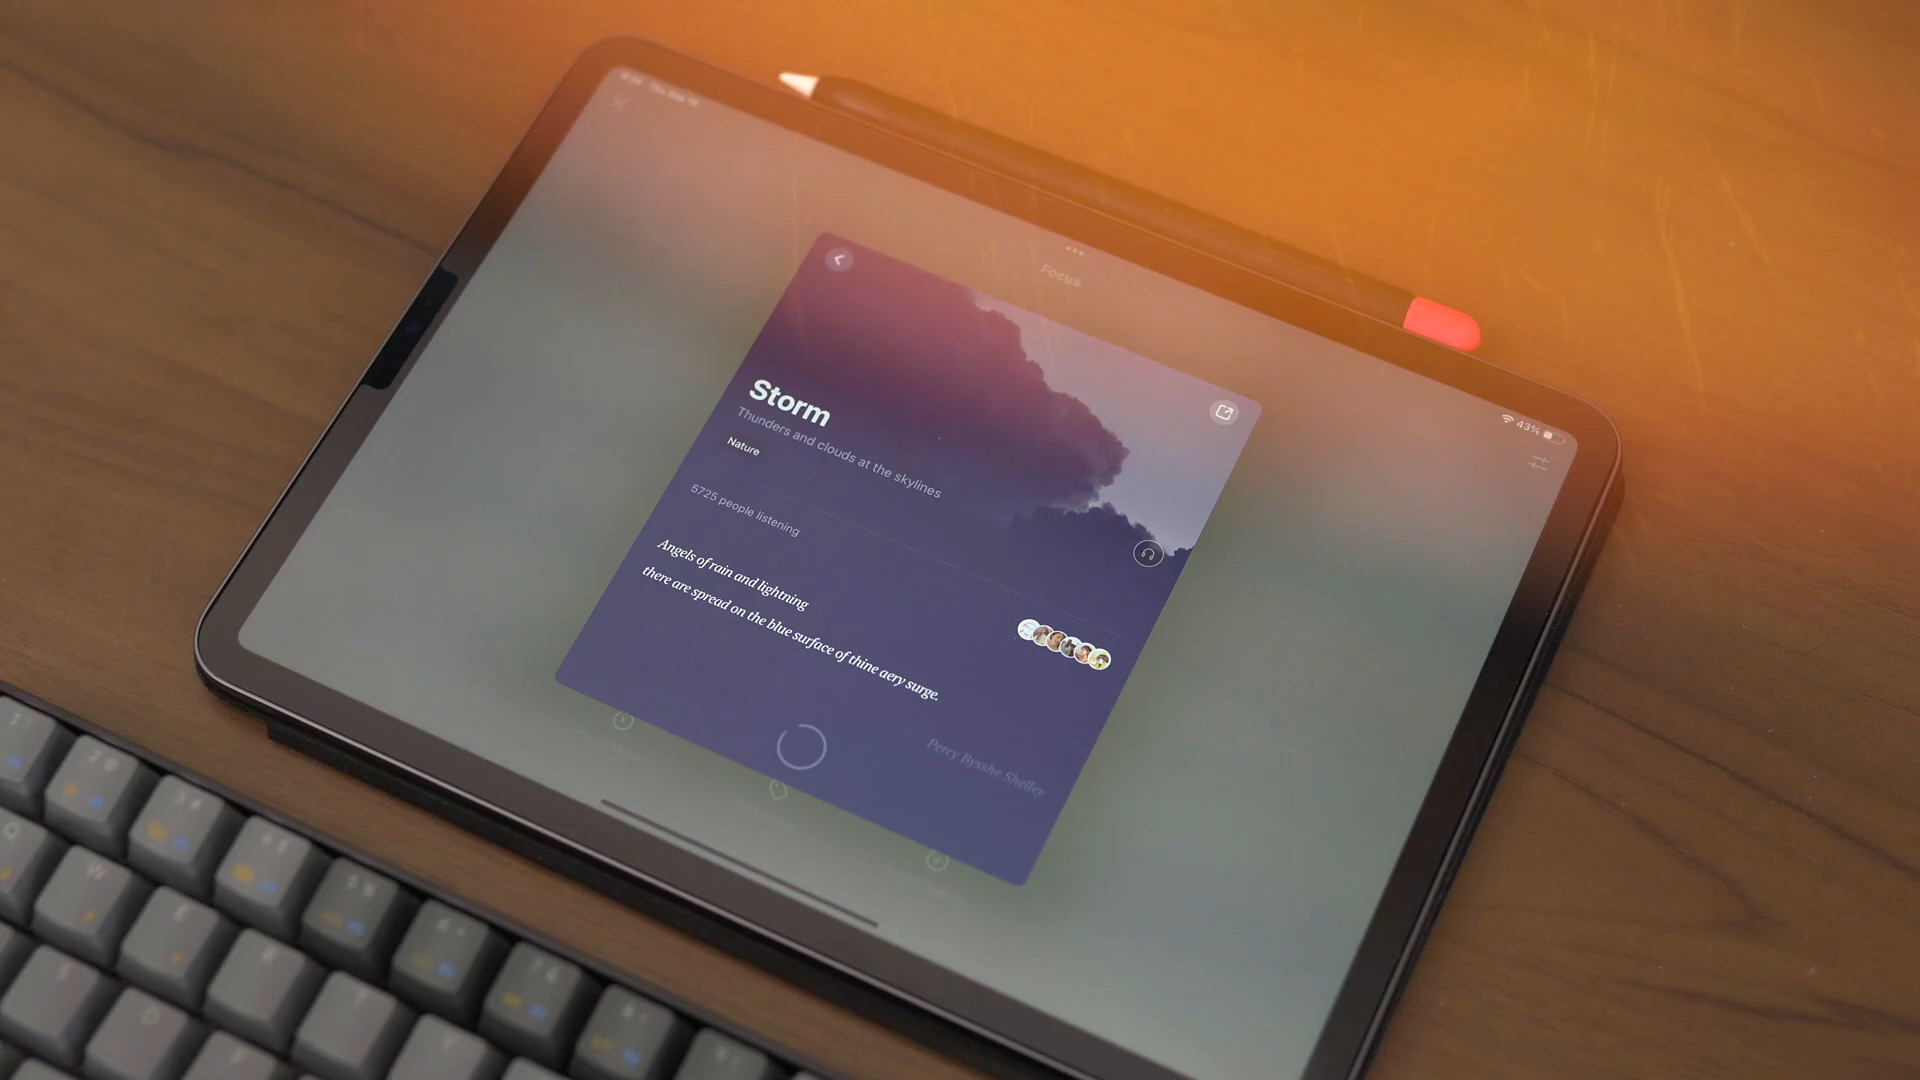 Focus
43%
Storm
Thunders and clouds at the skylines
Nature
5725 people listening
Angels of rain and lightning
there are spread on the blue surface of thine aery surge.
Percy Bysshe Shelley